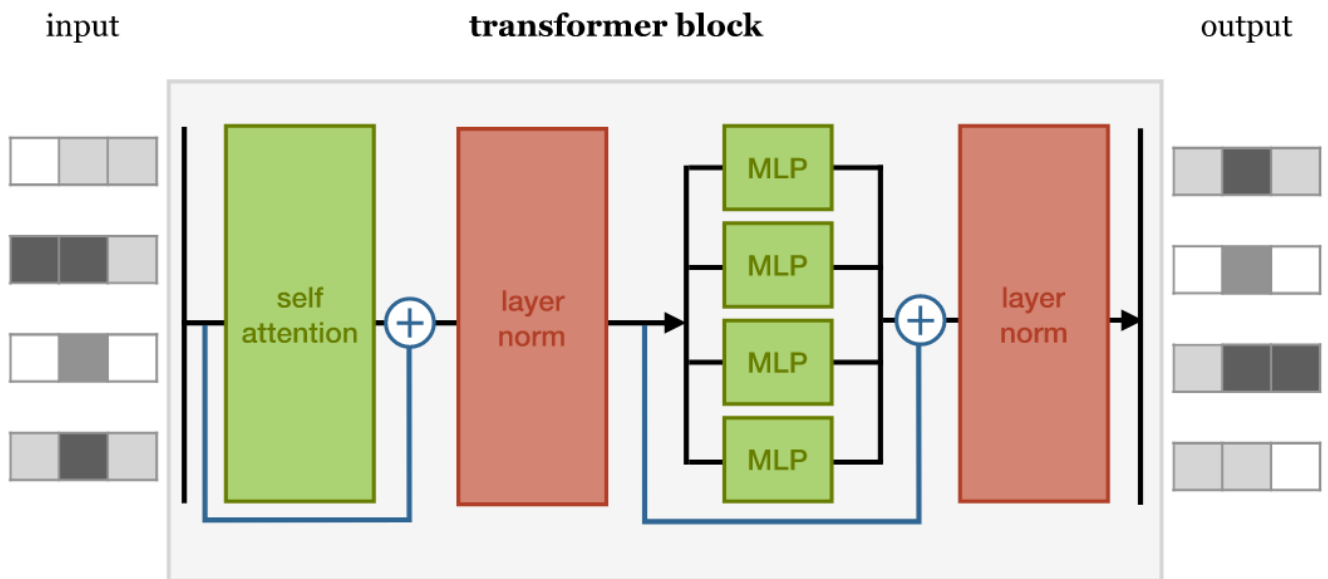 input
transformer block
output
self
attention
layer
norm
MLP
MLP
MLP
MLP
layer
norm